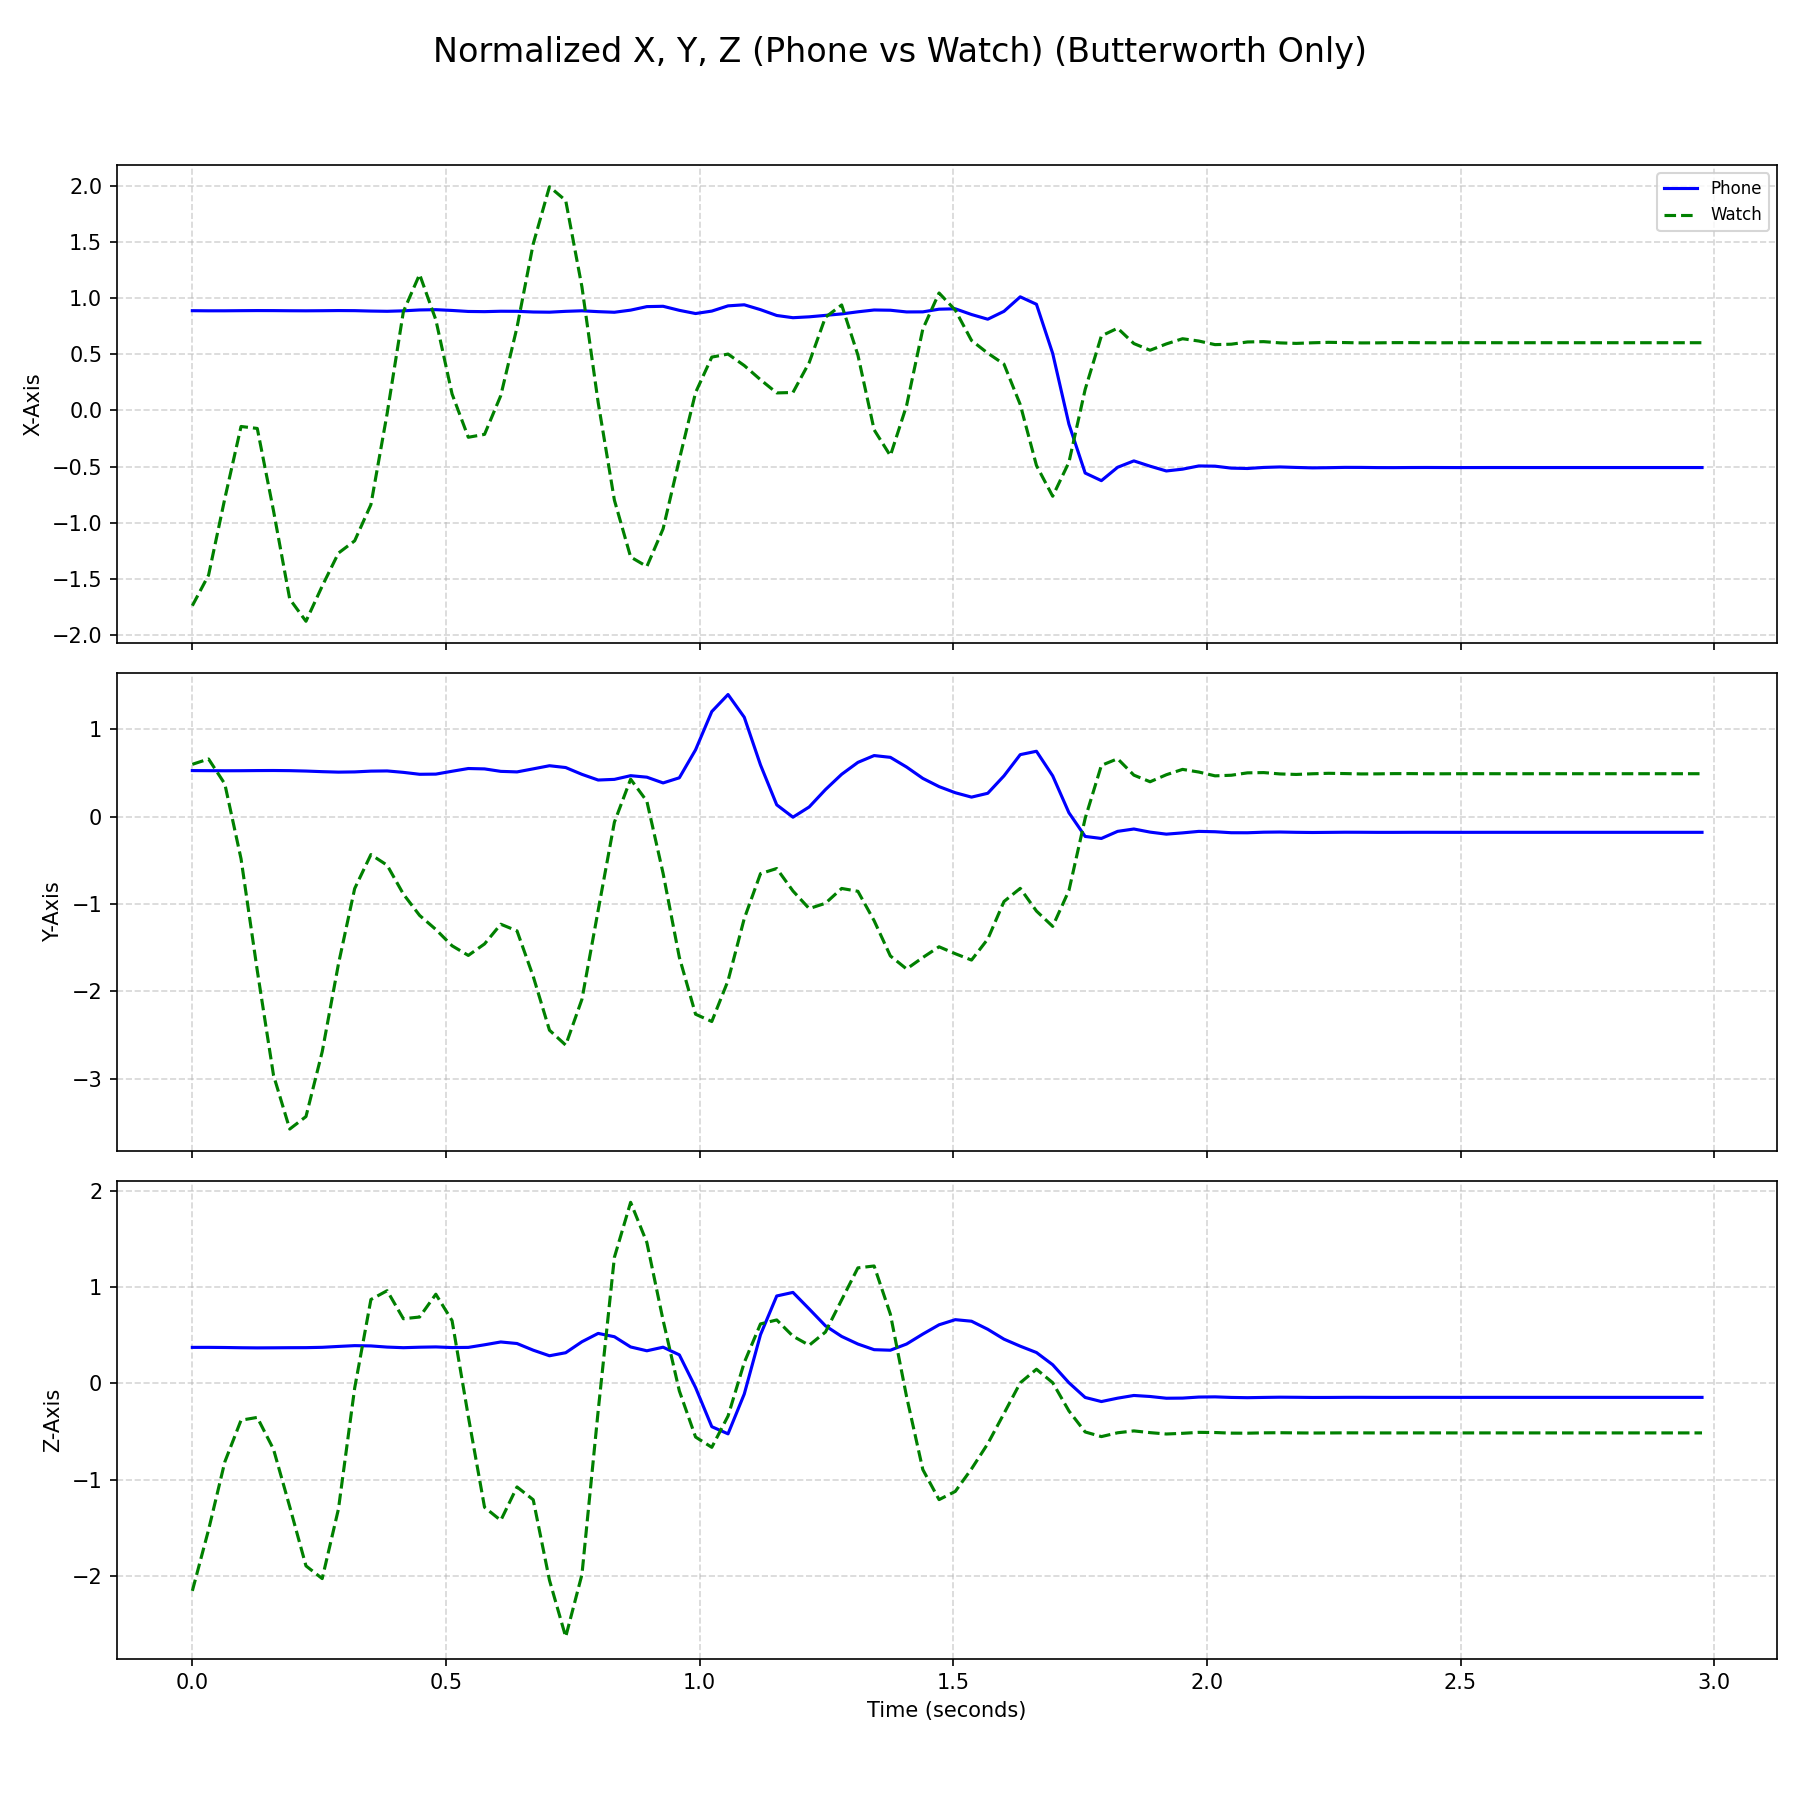 Normalized X, Y, Z (Phone vs Watch) (Butterworth Only)
Phone
Watch
2.0
1.5
1.0
0.5
0.0
−0.5
−1.0
−1.5
−2.0
X-Axis
1
0
−1
−2
−3
Y-Axis
2
1
0
−1
−2
Z-Axis
0.0 0.5 1.0 1.5 2.0 2.5 3.0
Time (seconds)